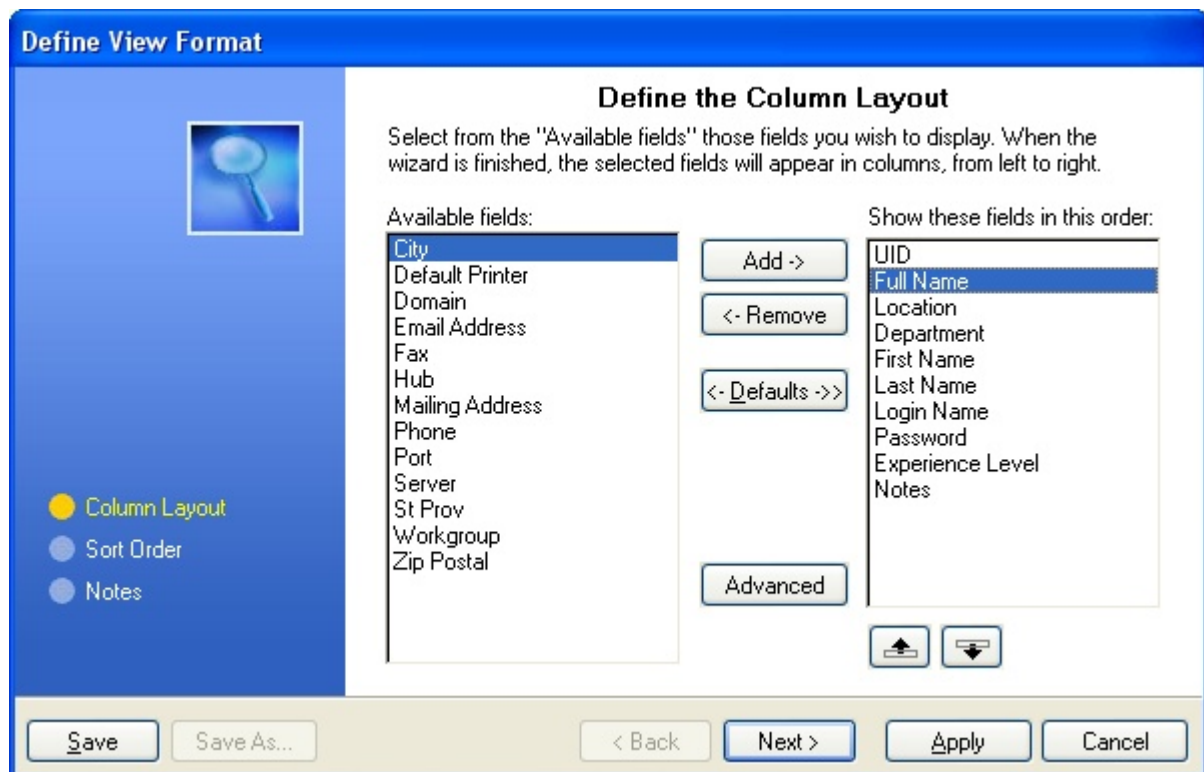 Define View Format
Define the Column Layout
Select from the "Available fields" those fields you wish to display. When the
wizard is finished, the selected fields will appear in columns, from left to right.
Available fields:
City
Default Printer
Domain
Email Address
Fax
Hub
Mailing Address
Phone
Port
Server
St Prov
Workgroup
Zip Postal
Add ->
<- Remove
<- Defaults ->>
Advanced
Show these fields in this order:
UID
Full Name
Location
Department
First Name
Last Name
Login Name
Password
Experience Level
Notes
Column Layout
Sort Order
Notes
Save
Save As...
< Back
Next >
Apply
Cancel